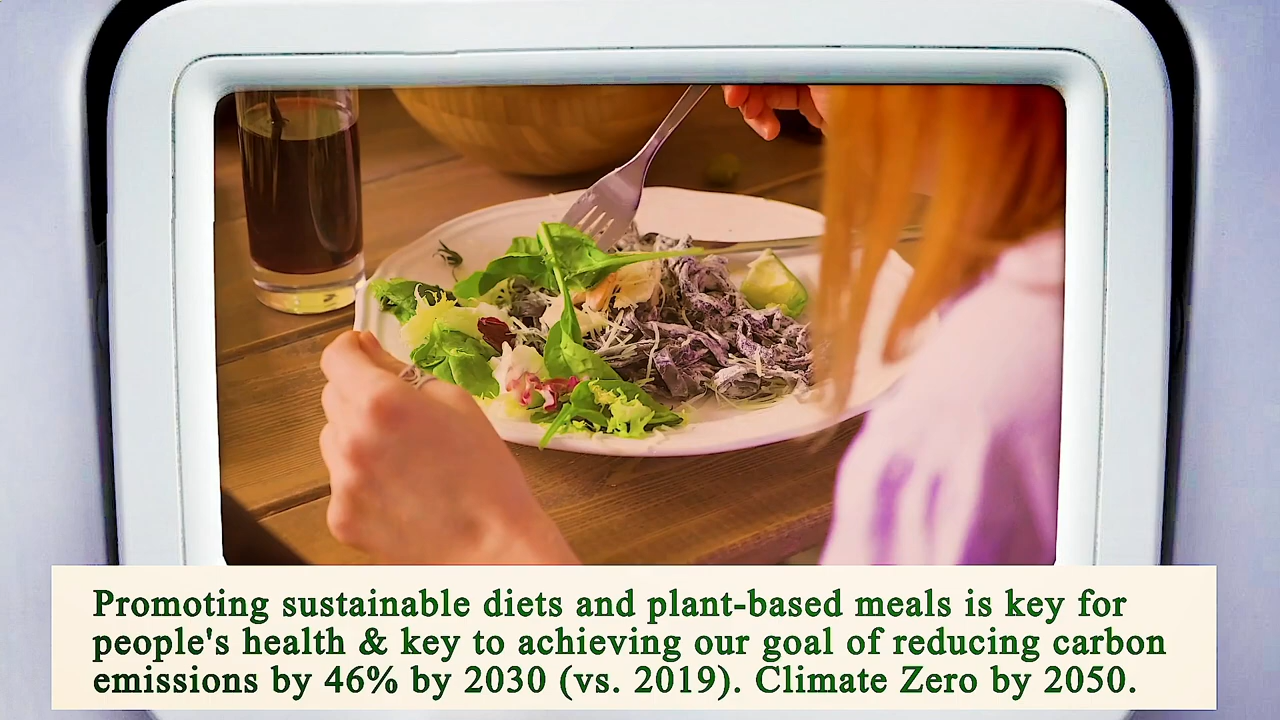 Promoting sustainable diets and plant-based meals is key for
people's health & key to achieving our goal of reducing carbon
emissions by 46% by 2030 (vs. 2019). Climate Zero by 2050.